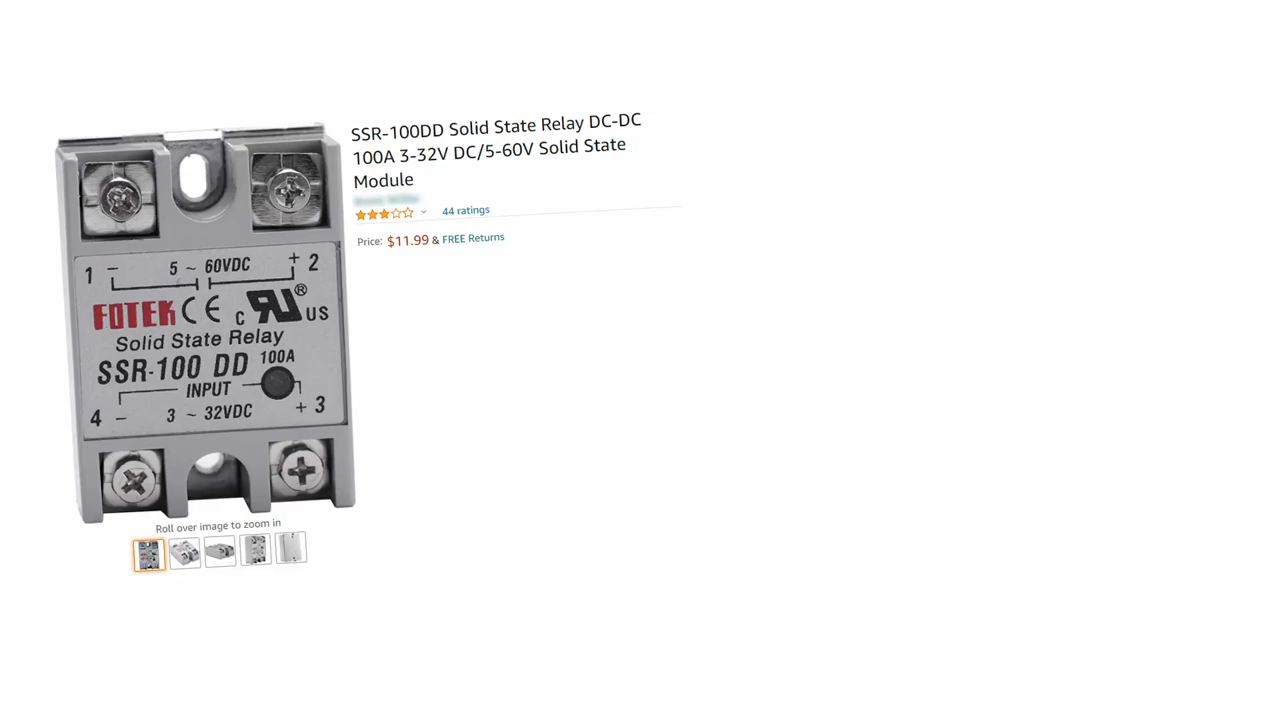 SSR-100DD Solid State Relay DC-DC
100A 3-32V DC/5-60V Solid State
Module
44 ratings
Price: $11.99 & FREE Returns
1 − 5 ~ 60VDC + 2
FOTEK CE c RU ® US
Solid State Relay
SSR-100 DD 100A
INPUT
4 − 3 ~ 32VDC + 3
Roll over image to zoom in